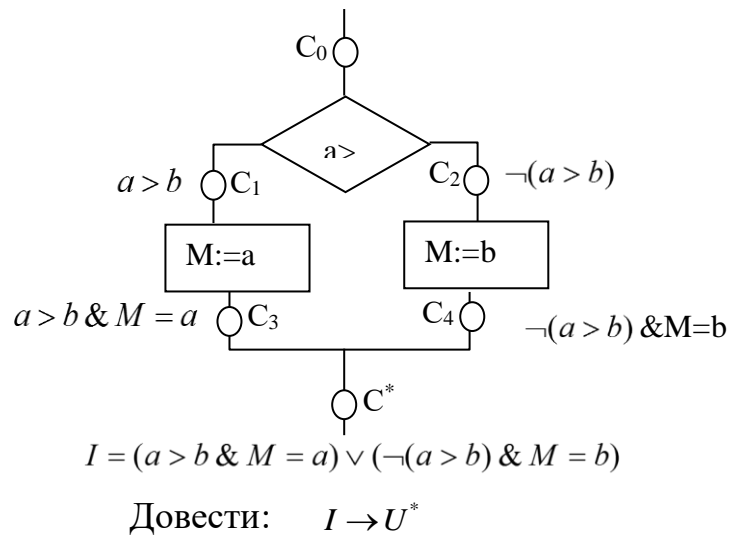 C₀
a>
a > b C₁ C₂ ¬(a > b)
M:=a M:=b
a > b & M = a C₃ C₄ ¬(a > b) &M=b
C*
I = (a > b & M = a) ∨ (¬(a > b) & M = b)
Довести: I → U*